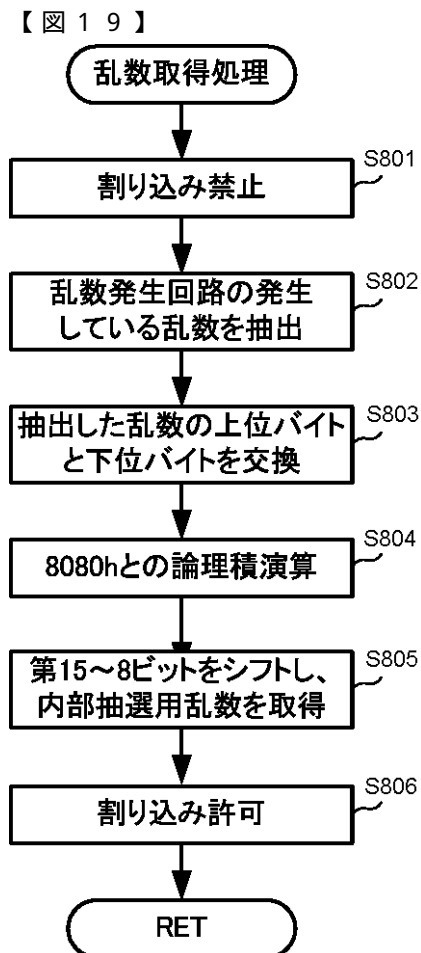 【図１９】
乱数取得処理
S801
割り込み禁止
S802
乱数発生回路の発生
している乱数を抽出
S803
抽出した乱数の上位バイト
と下位バイトを交換
S804
8080hとの論理積演算
S805
第15～8ビットをシフトし、
内部抽選用乱数を取得
S806
割り込み許可
RET